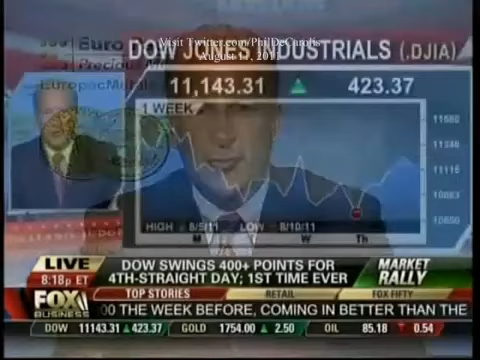 Euro
Visit Twitter.com/PhilDeCarolis
DOW JONES INDUSTRIALS (.DJIA)
August 11, 2011
Precious M
EuropacM
11,143.31 ▲ 423.37
1 WEEK
11580
11348
11115
10883
10650
HIGH 8/5/11 LOW 8/10/11
M W Th
LIVE
8:18p ET
DOW SWINGS 400+ POINTS FOR
4TH-STRAIGHT DAY; 1ST TIME EVER
MARKET
RALLY
TOP STORIES RETAIL FOX FIFTY
FOX
BUSINESS
00 THE WEEK BEFORE, COMING IN BETTER THAN THE
DOW 11143.31 ▲ 423.37 GOLD 1754.00 ▲ 2.50 OIL 85.18 ▼ 0.54